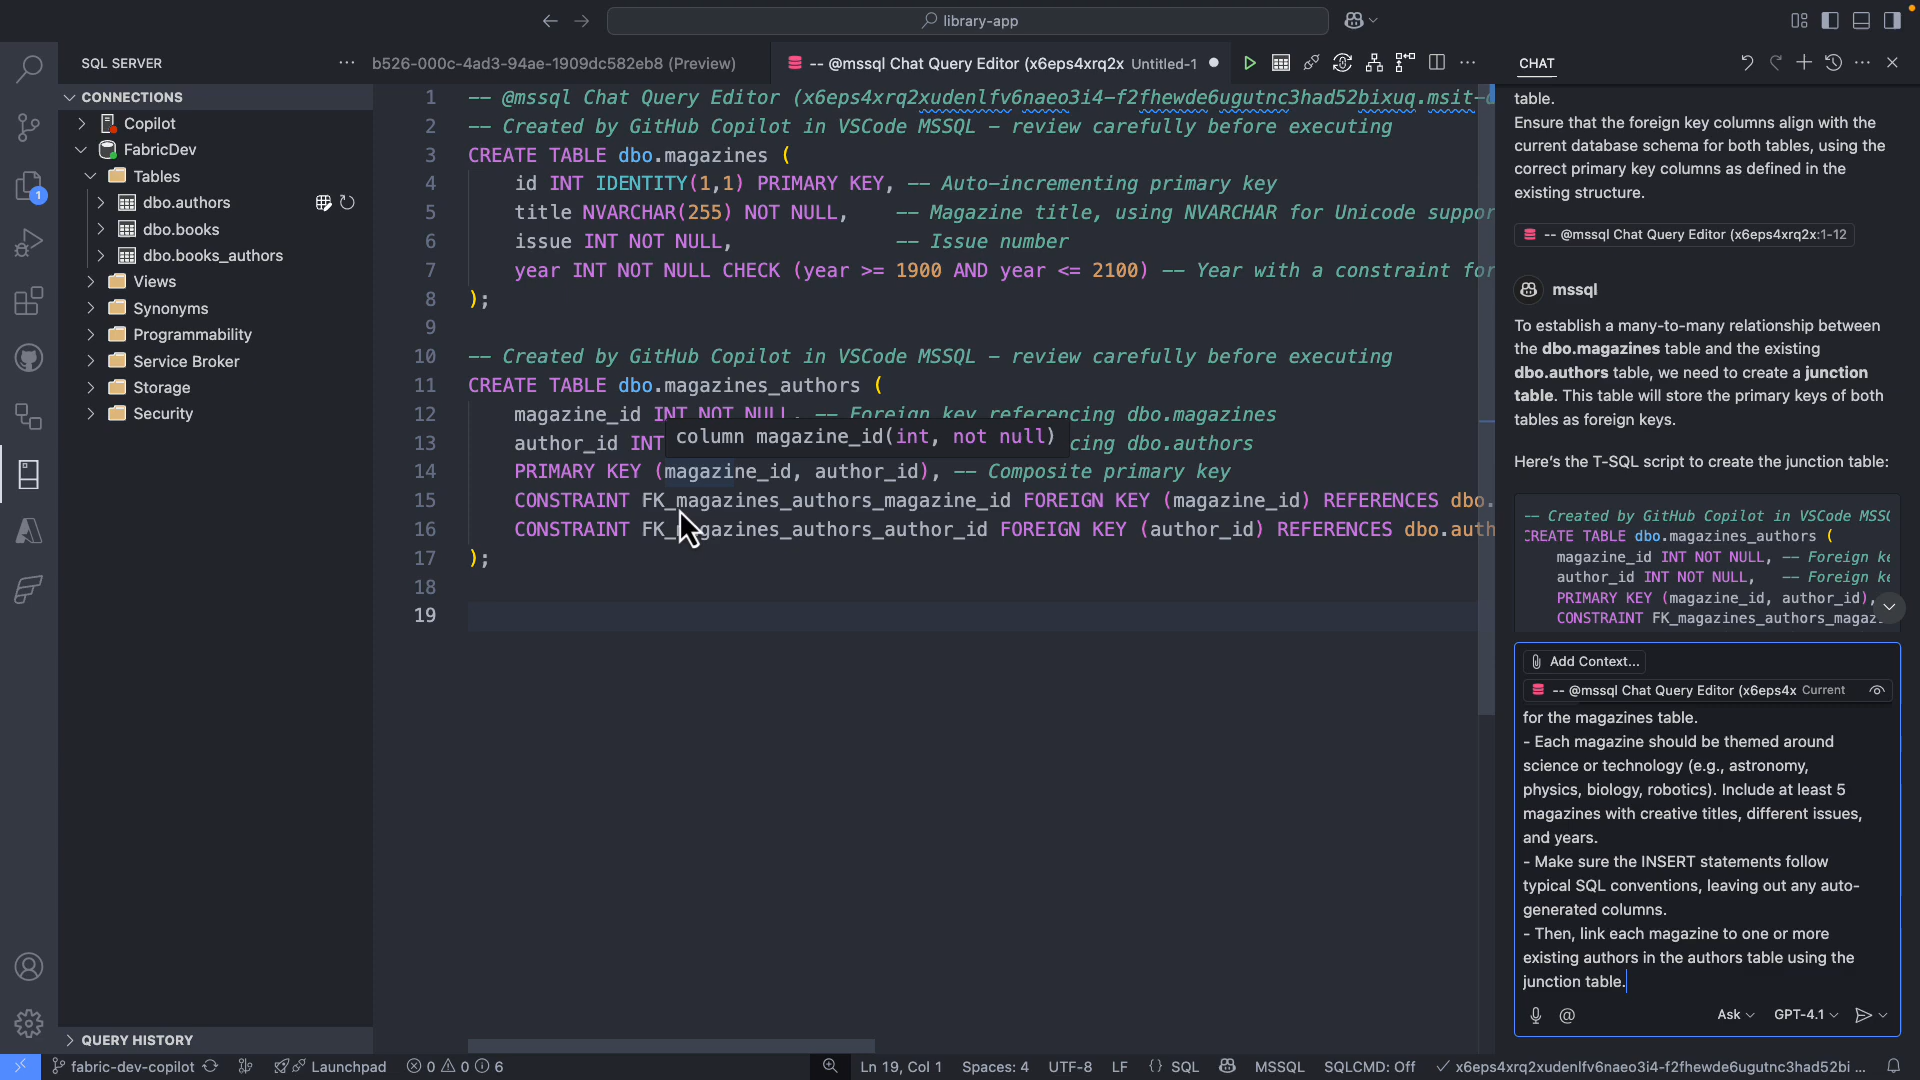 library-app
SQL SERVER
b526-000c-4ad3-94ae-1909dc582eb8 (Preview)
-- @mssql Chat Query Editor (x6eps4xrq2x Untitled-1
CHAT
CONNECTIONS
Copilot
FabricDev
Tables
dbo.authors
dbo.books
dbo.books_authors
Views
Synonyms
Programmability
Service Broker
Storage
Security
QUERY HISTORY
1
1 -- @mssql Chat Query Editor (x6eps4xrq2xudenlfv6naeo3i4-f2fhewde6ugutnc3had52bixuq.msit-d
2 -- Created by GitHub Copilot in VSCode MSSQL - review carefully before executing
3 CREATE TABLE dbo.magazines (
4 id INT IDENTITY(1,1) PRIMARY KEY, -- Auto-incrementing primary key
5 title NVARCHAR(255) NOT NULL, -- Magazine title, using NVARCHAR for Unicode suppor
6 issue INT NOT NULL, -- Issue number
7 year INT NOT NULL CHECK (year >= 1900 AND year <= 2100) -- Year with a constraint for
8 );
9
10 -- Created by GitHub Copilot in VSCode MSSQL - review carefully before executing
11 CREATE TABLE dbo.magazines_authors (
12 magazine_id INT NOT NULL, -- Foreign key referencing dbo.magazines
13 author_id INT cing dbo.authors
column magazine_id(int, not null)
14 PRIMARY KEY (magazine_id, author_id), -- Composite primary key
15 CONSTRAINT FK_magazines_authors_magazine_id FOREIGN KEY (magazine_id) REFERENCES dbo.
16 CONSTRAINT FK_magazines_authors_author_id FOREIGN KEY (author_id) REFERENCES dbo.auth
17 );
18
19
table.
Ensure that the foreign key columns align with the
current database schema for both tables, using the
correct primary key columns as defined in the
existing structure.
-- @mssql Chat Query Editor (x6eps4xrq2x:1-12
mssql
To establish a many-to-many relationship between
the dbo.magazines table and the existing
dbo.authors table, we need to create a junction
table. This table will store the primary keys of both
tables as foreign keys.
Here's the T-SQL script to create the junction table:
-- Created by GitHub Copilot in VSCode MSSQ
CREATE TABLE dbo.magazines_authors (
magazine_id INT NOT NULL, -- Foreign ke
author_id INT NOT NULL, -- Foreign ke
PRIMARY KEY (magazine_id, author_id),
CONSTRAINT FK_magazines_authors_magaz
Add Context...
-- @mssql Chat Query Editor (x6eps4x Current
for the magazines table.
- Each magazine should be themed around
science or technology (e.g., astronomy,
physics, biology, robotics). Include at least 5
magazines with creative titles, different issues,
and years.
- Make sure the INSERT statements follow
typical SQL conventions, leaving out any auto-
generated columns.
- Then, link each magazine to one or more
existing authors in the authors table using the
junction table.
Ask GPT-4.1
fabric-dev-copilot Launchpad 0 0 6 Ln 19, Col 1 Spaces: 4 UTF-8 LF {} SQL MSSQL SQLCMD: Off x6eps4xrq2xudenlfv6naeo3i4-f2fhewde6ugutnc3had52bi ...